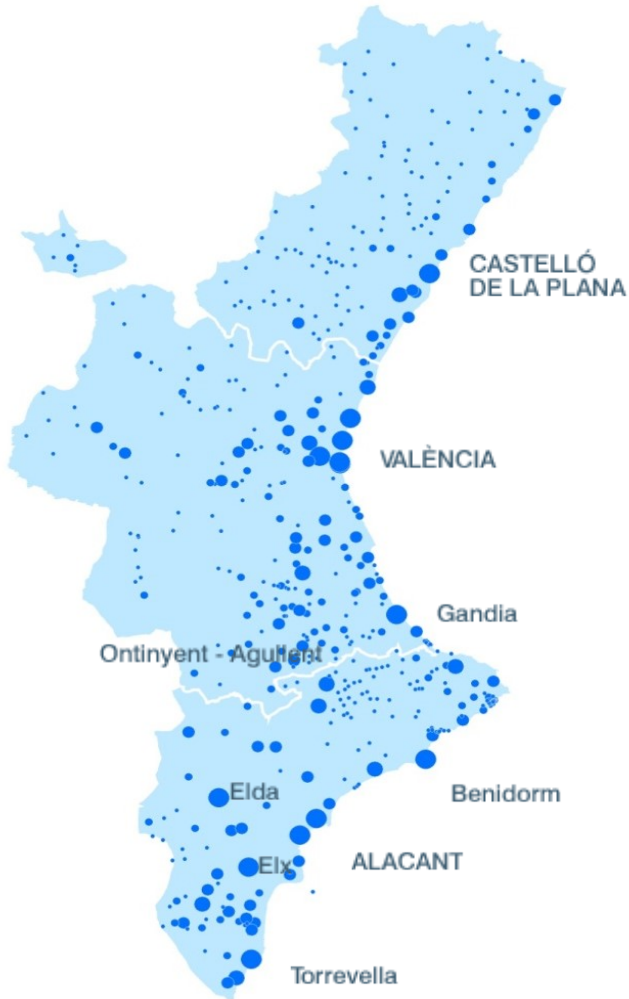 CASTELLÓ
DE LA PLANA
VALÈNCIA
Gandia
Ontinyent - Agullent
Elda
Benidorm
Elx
ALACANT
Torrevella